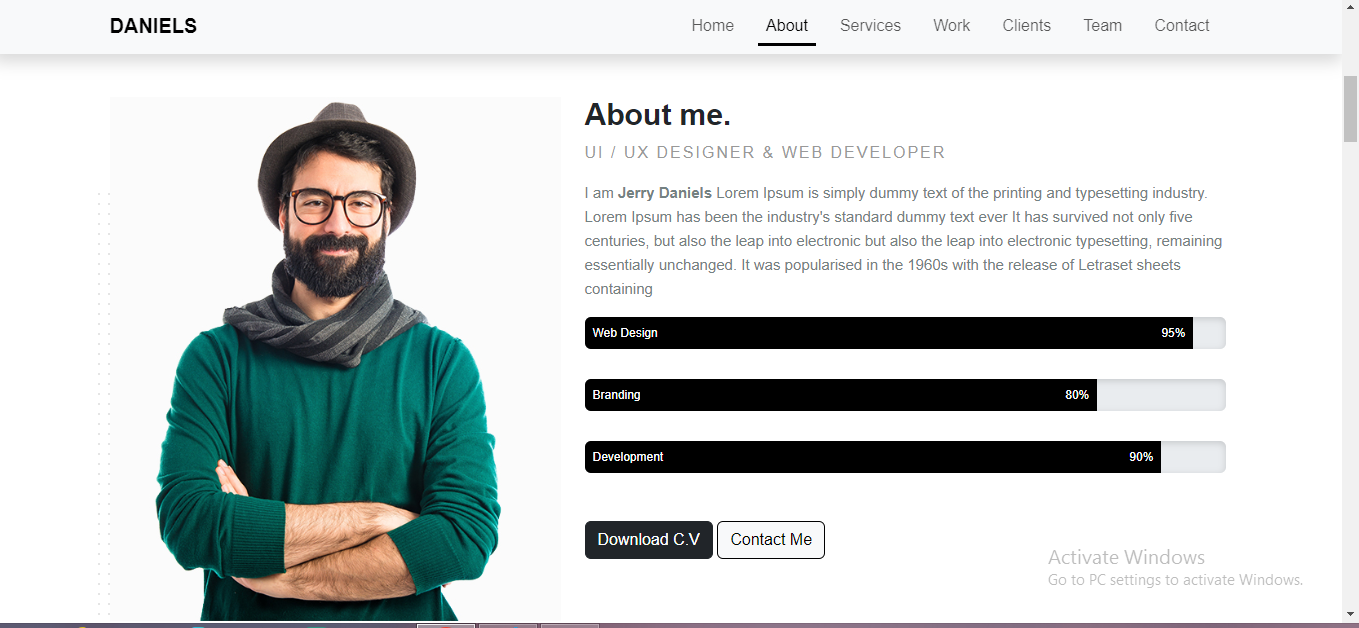 DANIELS
Home About Services Work Clients Team Contact
About me.
UI / UX DESIGNER & WEB DEVELOPER
I am Jerry Daniels Lorem Ipsum is simply dummy text of the printing and typesetting industry.
Lorem Ipsum has been the industry's standard dummy text ever It has survived not only five
centuries, but also the leap into electronic but also the leap into electronic typesetting, remaining
essentially unchanged. It was popularised in the 1960s with the release of Letraset sheets
containing
Web Design 95%
Branding 80%
Development 90%
Download C.V Contact Me
Activate Windows
Go to PC settings to activate Windows.